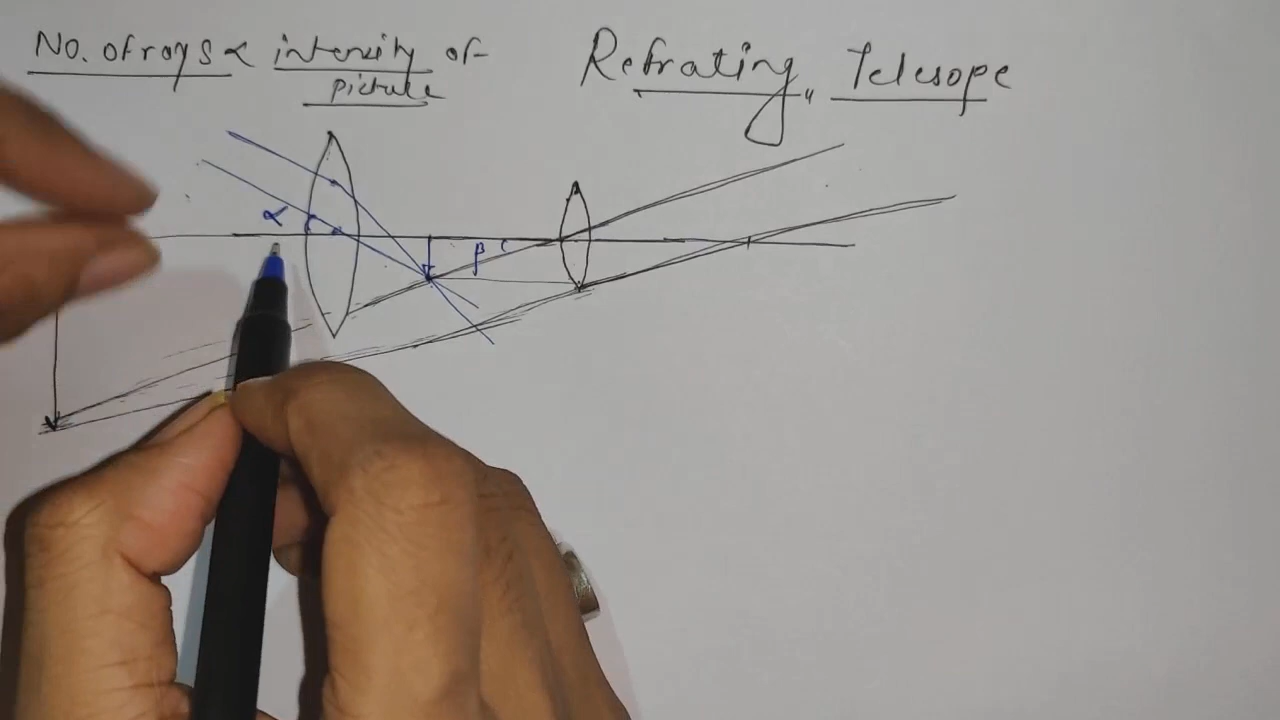 No. of rays ∝ intensity of
picture
Refrating Telesope
α
β